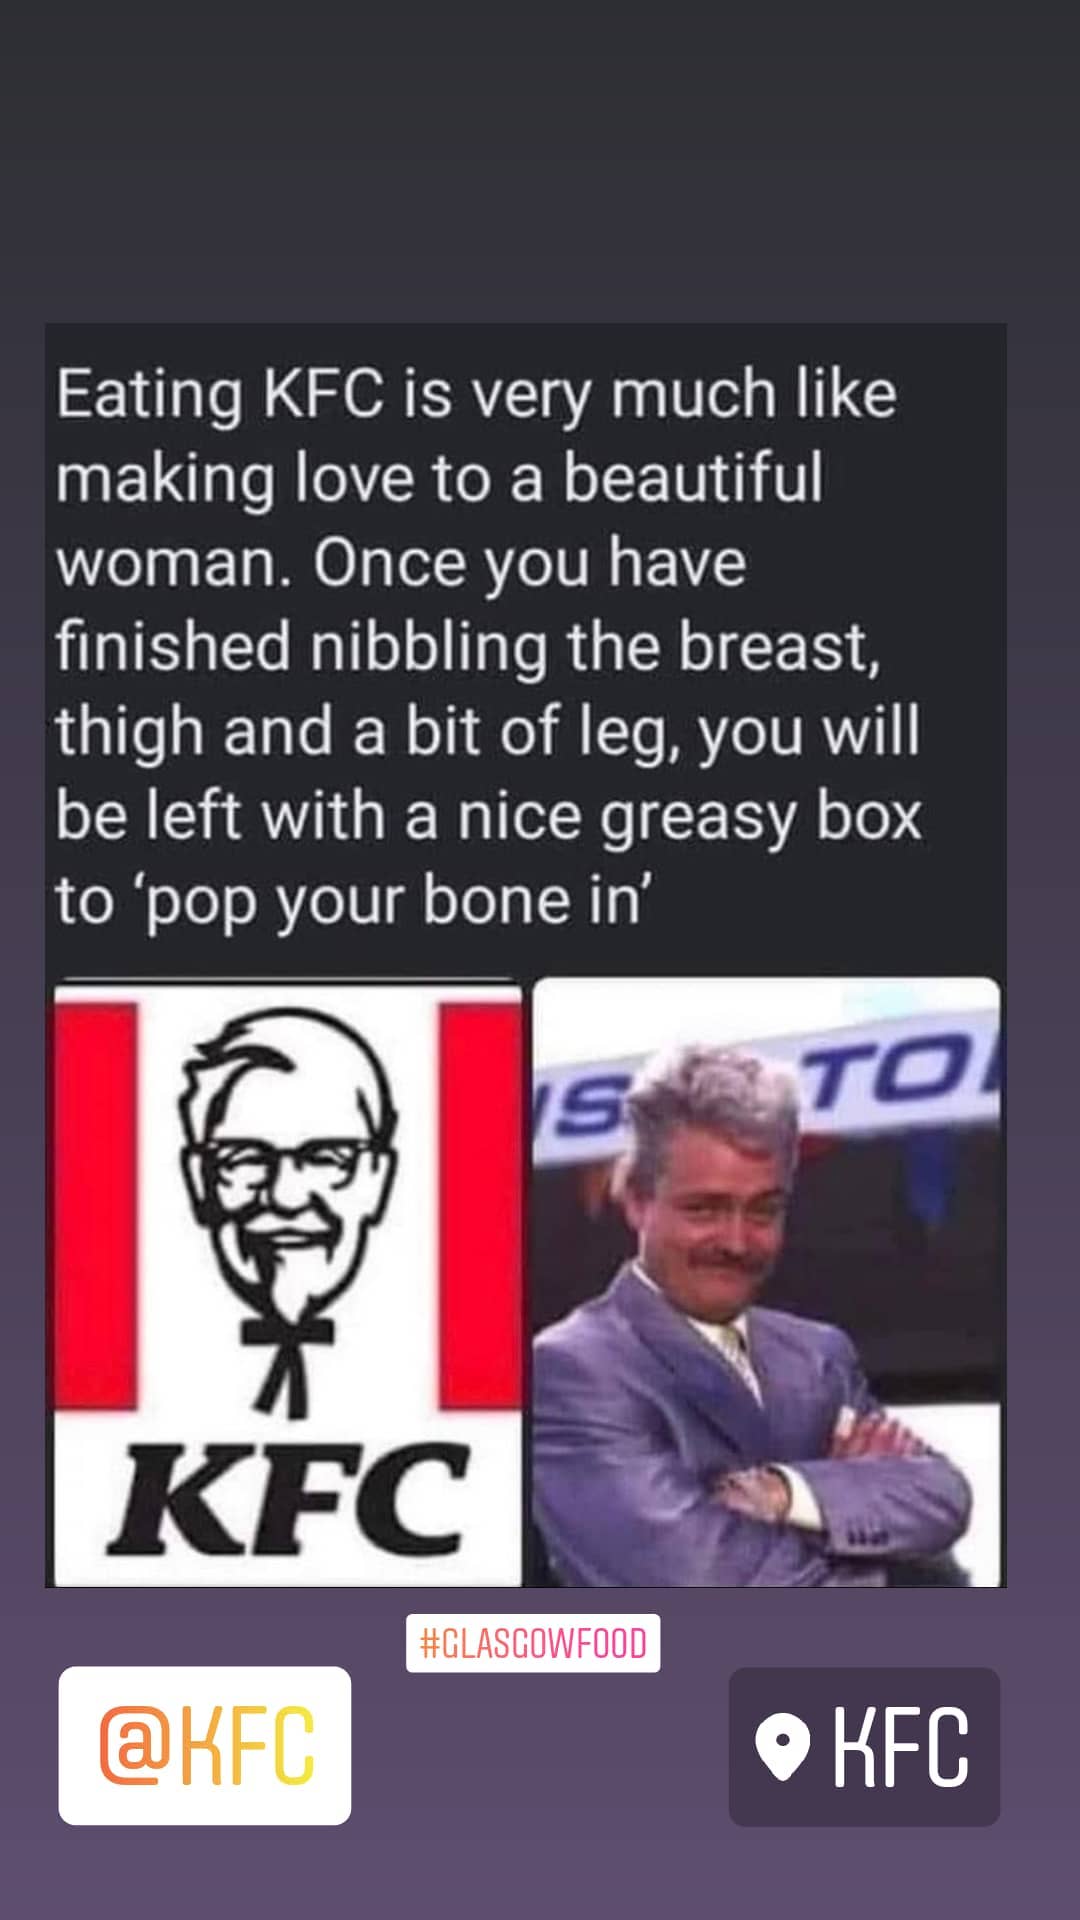 Eating KFC is very much like
making love to a beautiful
woman. Once you have
finished nibbling the breast,
thigh and a bit of leg, you will
be left with a nice greasy box
to ‘pop your bone in’
KFC
#GLASGOWFOOD
@KFC
KFC